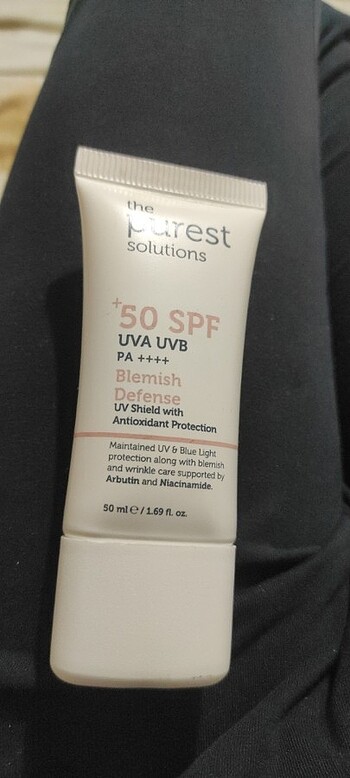 the
purest
solutions
+50 SPF
UVA UVB
PA ++++
Blemish
Defense
UV Shield with
Antioxidant Protection
Maintained UV & Blue Light
protection along with blemish
and wrinkle care supported by
Arbutin and Niacinamide.
50 ml ℮ / 1.69 fl. oz.